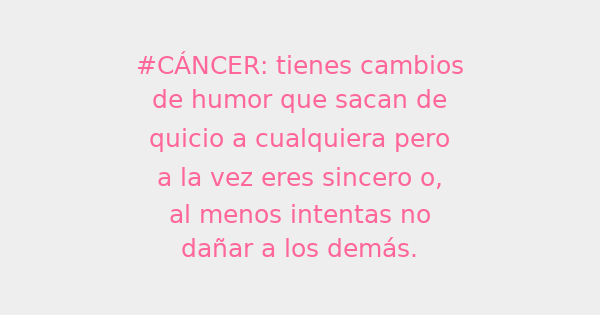 #CÁNCER: tienes cambios
de humor que sacan de
quicio a cualquiera pero
a la vez eres sincero o,
al menos intentas no
dañar a los demás.